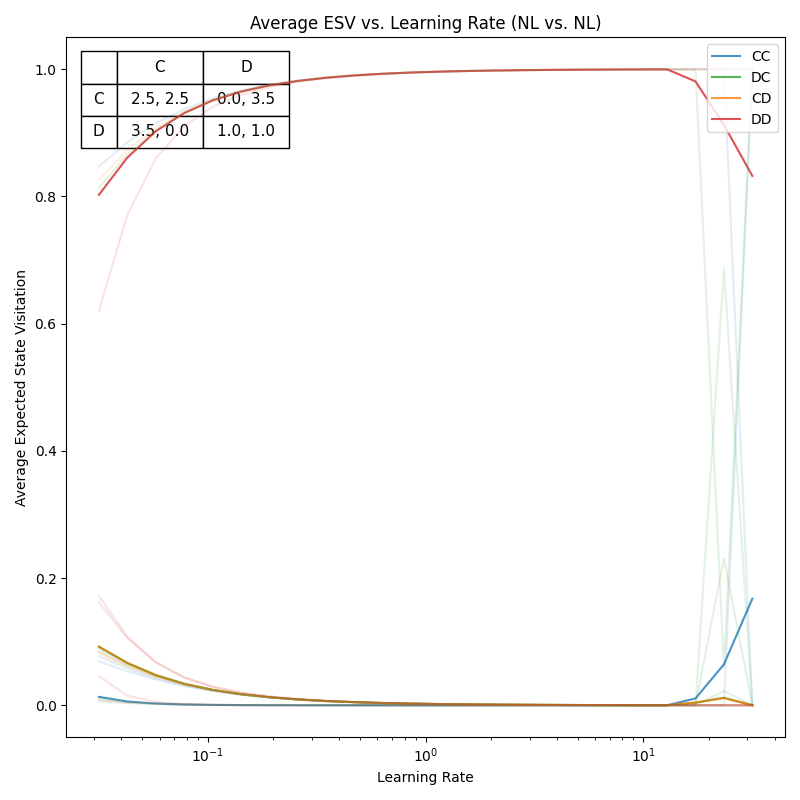 Average ESV vs. Learning Rate (NL vs. NL)
C D
C 2.5, 2.5 0.0, 3.5
D 3.5, 0.0 1.0, 1.0
CC
DC
CD
DD
1.0
0.8
0.6
0.4
0.2
0.0
Average Expected State Visitation
10⁻¹ 10⁰ 10¹
Learning Rate